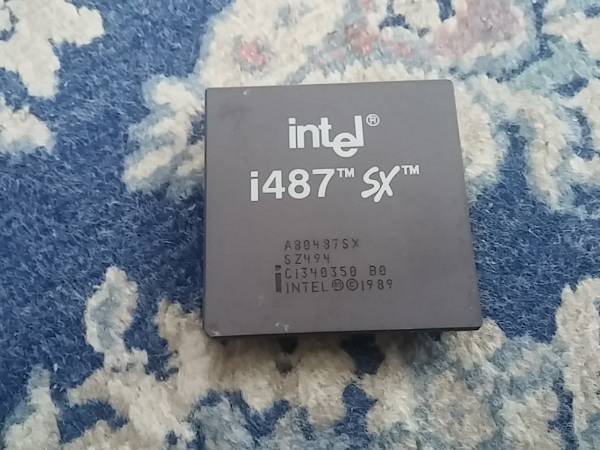 intel®
i487™ SX™
A80487SX
SZ494
C1340350 B0
INTEL®©1989